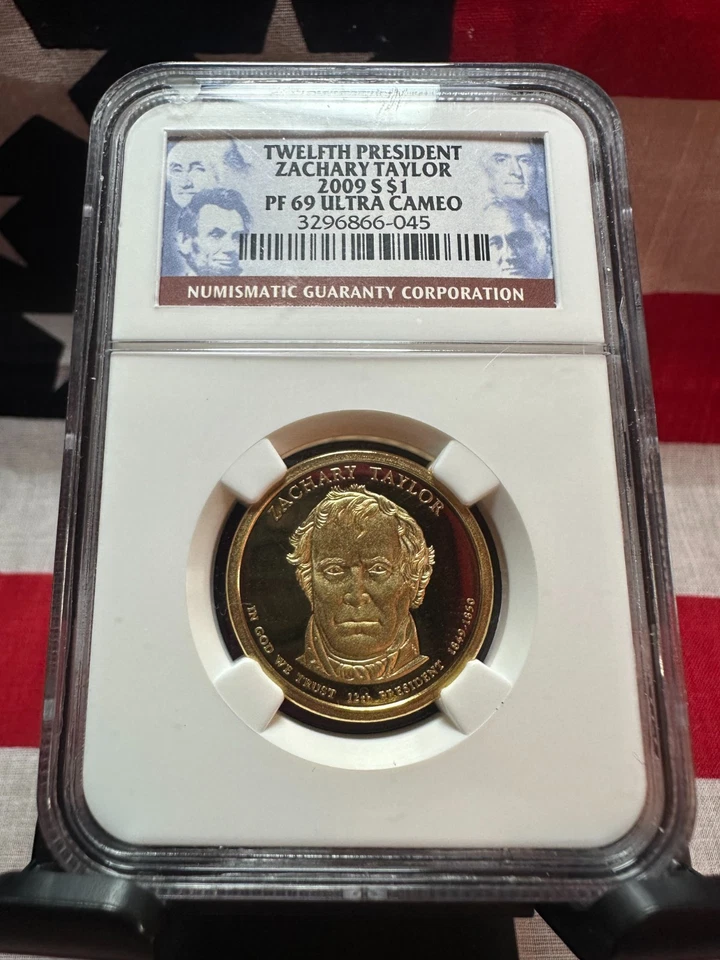 TWELFTH PRESIDENT
ZACHARY TAYLOR
2009 S $1
PF 69 ULTRA CAMEO
3296866-045
NUMISMATIC GUARANTY CORPORATION
ZACHARY TAYLOR
IN GOD WE TRUST 12th PRESIDENT 1849-1850